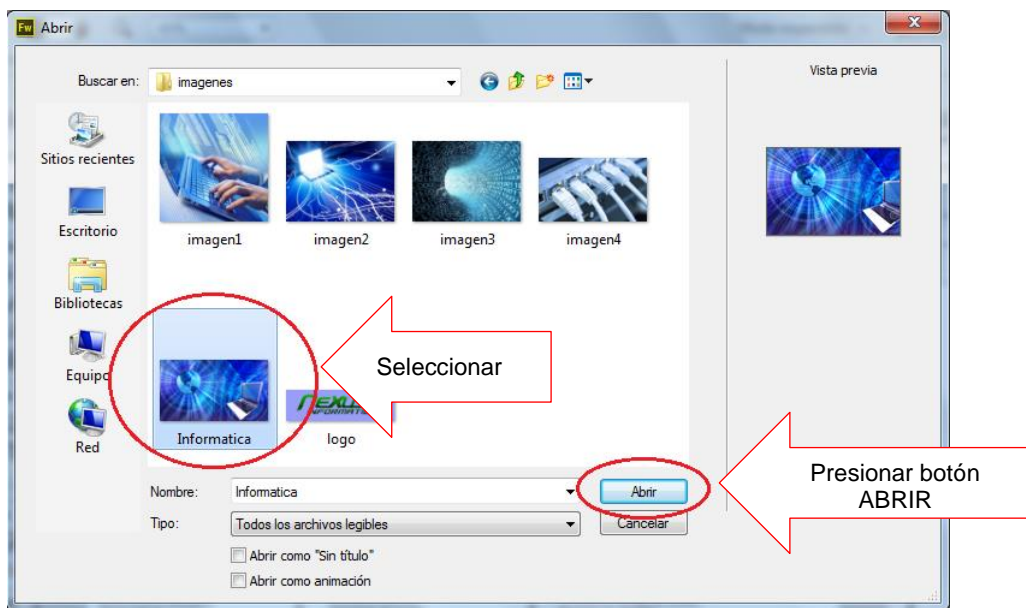 Fw Abrir
Buscar en: imagenes
Vista previa
Sitios recientes
Escritorio
Bibliotecas
Equipo
Red
imagen1 imagen2 imagen3 imagen4
Seleccionar
Informatica logo
Nombre: Informatica Abrir
Tipo: Todos los archivos legibles Cancelar
Abrir como "Sin título"
Abrir como animación
Presionar botón
ABRIR